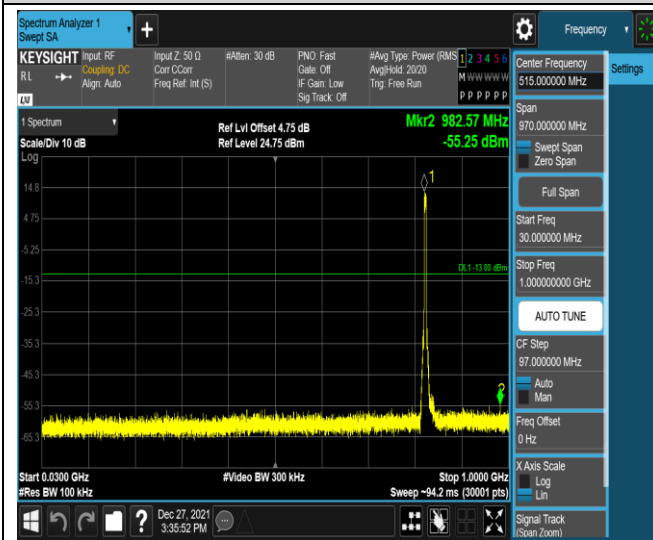 Spectrum Analyzer 1
Swept SA
Frequency
KEYSIGHT
RL
LXI
Input: RF
Coupling: DC
Align: Auto
Input Z: 50 Ω
Corr CCorr
Freq Ref: Int (S)
#Atten: 30 dB
PNO: Fast
Gate: Off
IF Gain: Low
Sig Track: Off
#Avg Type: Power (RMS
Avg|Hold: 20/20
Trig: Free Run
1 2 3 4 5 6
M W W W W W
P P P P P P
1 Spectrum
Scale/Div 10 dB
Log
Ref Lvl Offset 4.75 dB
Ref Level 24.75 dBm
Mkr2 982.57 MHz
-55.25 dBm
14.8
4.75
-5.25
-15.3
-25.3
-35.3
-45.3
-55.3
-65.3
1
DL1 -13.00 dBm
2
Start 0.0300 GHz
#Res BW 100 kHz
#Video BW 300 kHz
Stop 1.0000 GHz
Sweep ~94.2 ms (30001 pts)
?
Dec 27, 2021
3:35:52 PM
Center Frequency
515.000000 MHz
Span
970.000000 MHz
Swept Span
Zero Span
Full Span
Start Freq
30.000000 MHz
Stop Freq
1.000000000 GHz
AUTO TUNE
CF Step
97.000000 MHz
Auto
Man
Freq Offset
0 Hz
X Axis Scale
Log
Lin
Signal Track
(Span Zoom)
Settings